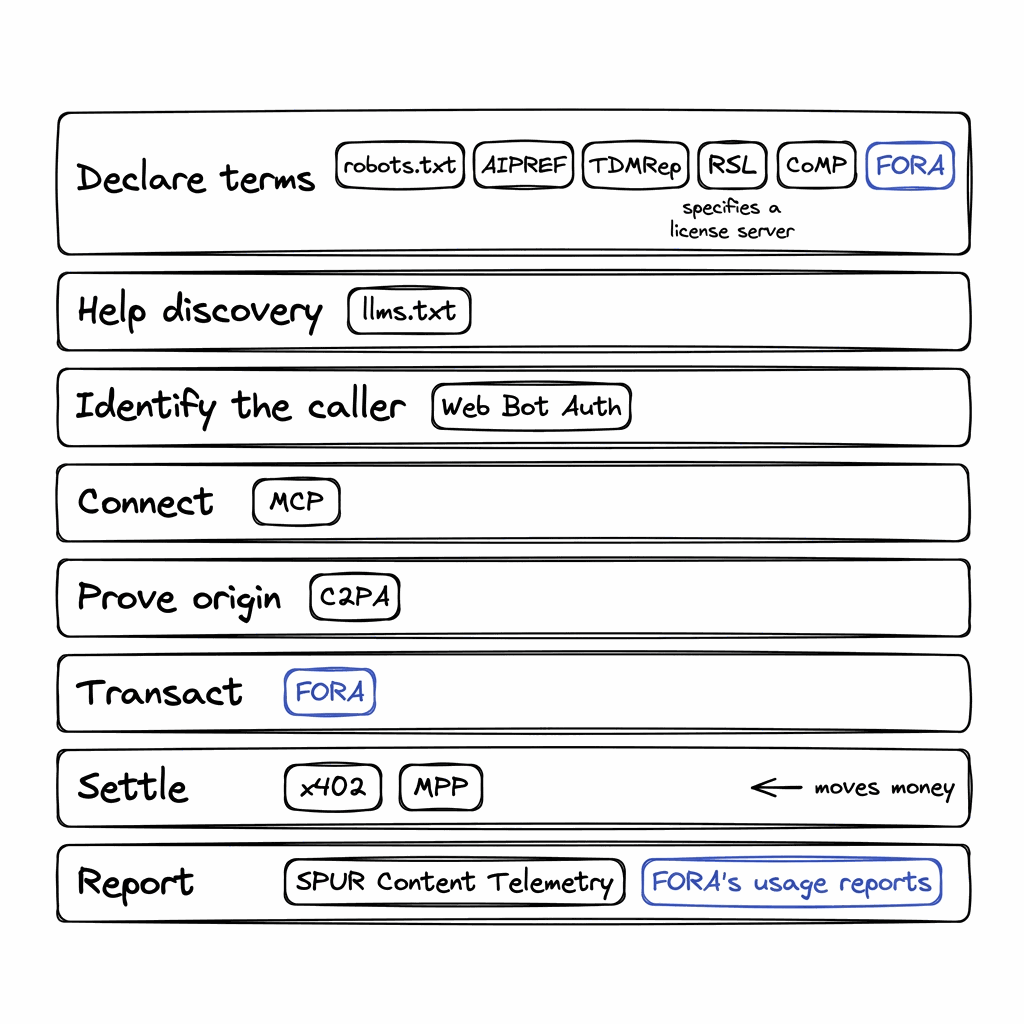 Declare terms robots.txt AIPREF TDMRep RSL CoMP FORA
specifies a
license server
Help discovery llms.txt
Identify the caller Web Bot Auth
Connect MCP
Prove origin C2PA
Transact FORA
Settle x402 MPP moves money
Report SPUR Content Telemetry FORA's usage reports